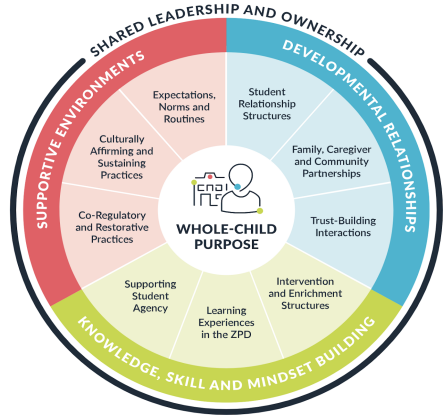 SHARED LEADERSHIP AND OWNERSHIP
SUPPORTIVE ENVIRONMENTS
DEVELOPMENTAL RELATIONSHIPS
KNOWLEDGE, SKILL AND MINDSET BUILDING
Expectations,
Norms and
Routines
Student
Relationship
Structures
Culturally
Affirming and
Sustaining
Practices
Family, Caregiver
and Community
Partnerships
Co-Regulatory
and Restorative
Practices
Trust-Building
Interactions
WHOLE-CHILD
PURPOSE
Supporting
Student
Agency
Learning
Experiences
in the ZPD
Intervention
and Enrichment
Structures